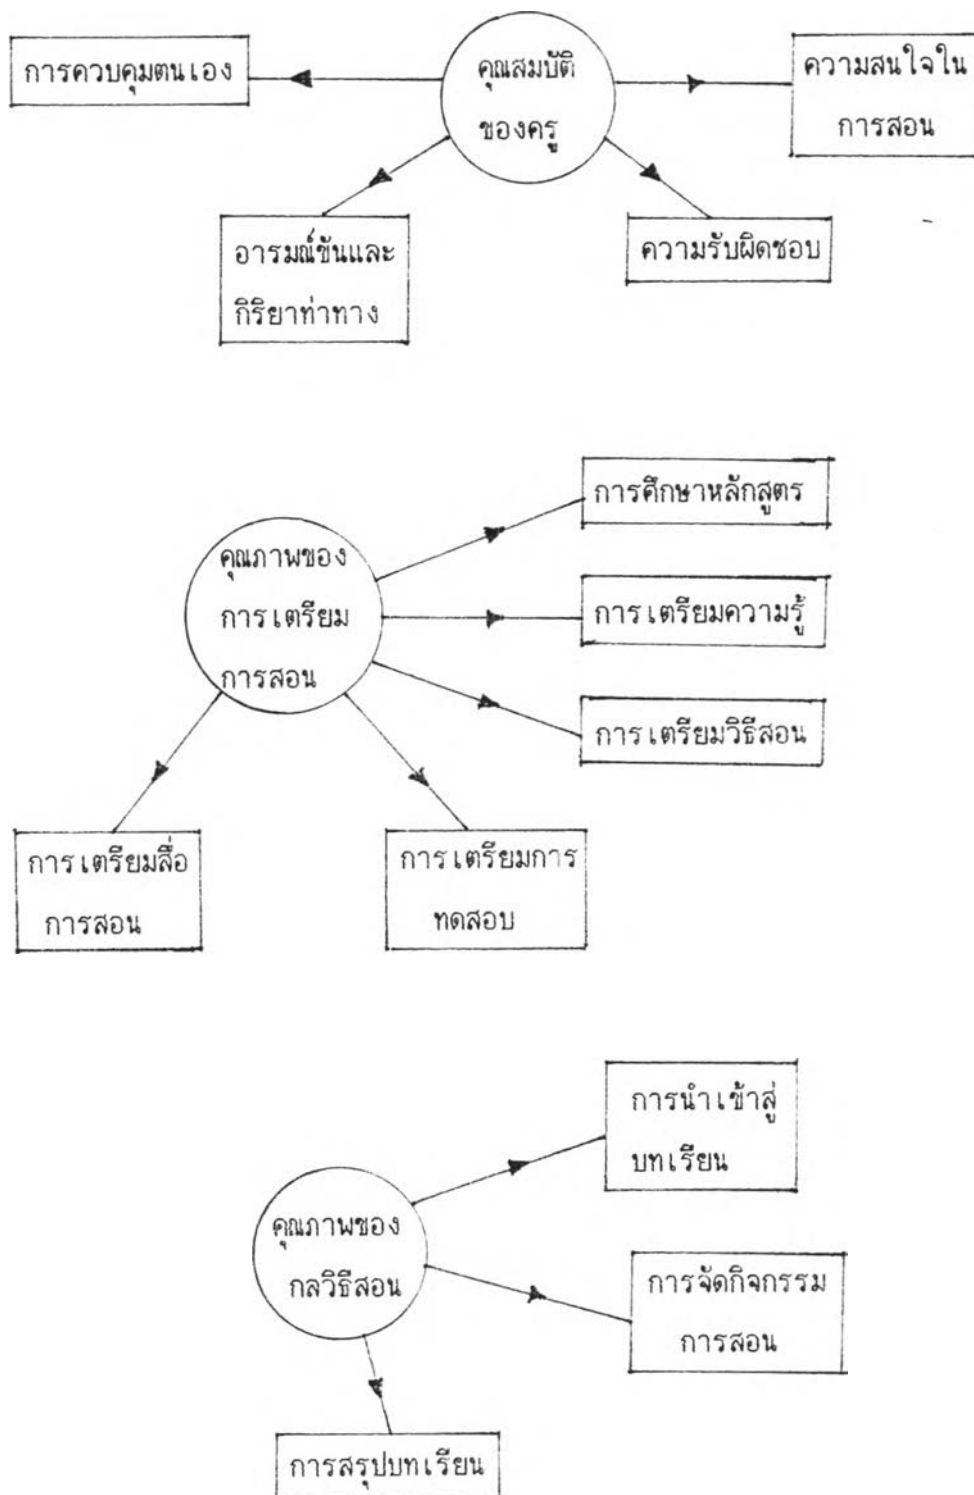 การควบคุมตนเอง
คุณสมบัติ
ของครู
ความสนใจใน
การสอน
อารมณ์ขันและ
กิริยาท่าทาง
ความรับผิดชอบ
คุณภาพของ
การเตรียม
การสอน
การศึกษาหลักสูตร
การเตรียมความรู้
การเตรียมวิธีสอน
การเตรียมสื่อ
การสอน
การเตรียมการ
ทดสอบ
คุณภาพของ
กลวิธีสอน
การนำเข้าสู่
บทเรียน
การจัดกิจกรรม
การสอน
การสรุปบทเรียน